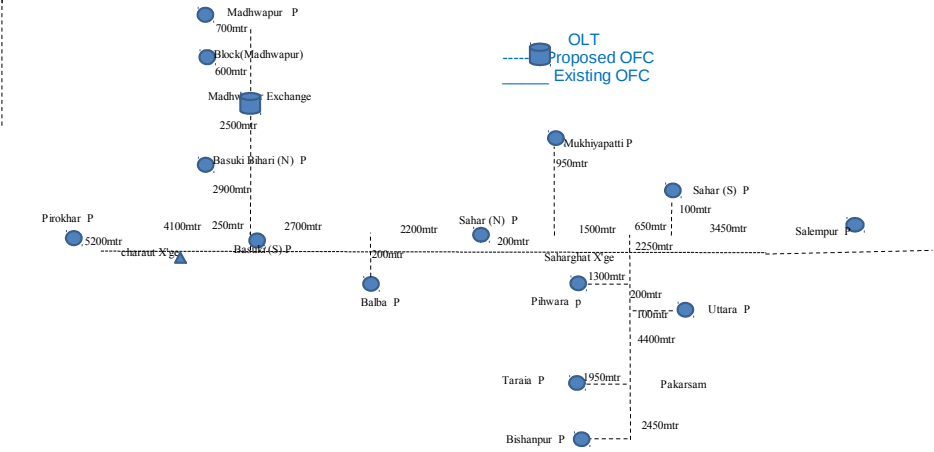 Madhwapur P
700mtr
OLT
Block(Madhwapur)
Proposed OFC
600mtr
Existing OFC
Madhwapur Exchange
2500mtr
Mukhiyapatti P
Basuki Bihari (N) P
950mtr
2900mtr
Sahar (S) P
100mtr
Pirokhar P
4100mtr
250mtr
2700mtr
2200mtr
Sahar (N) P
1500mtr
650mtr
3450mtr
Salempur P
5200mtr
200mtr
2250mtr
charaut X'ge
Basuki (S) P
200mtr
Saharghat X'ge
1300mtr
Balba P
Pihwara p
200mtr
100mtr
Uttara P
4400mtr
Taraia P
1950mtr
Pakarsam
2450mtr
Bishanpur P